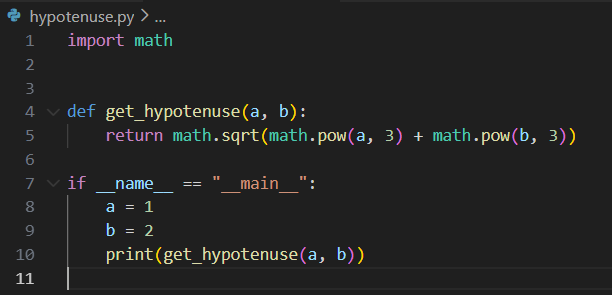 hypotenuse.py > ...
1 import math
2
3
4 def get_hypotenuse(a, b):
5     return math.sqrt(math.pow(a, 3) + math.pow(b, 3))
6
7 if __name__ == "__main__":
8     a = 1
9     b = 2
10     print(get_hypotenuse(a, b))
11